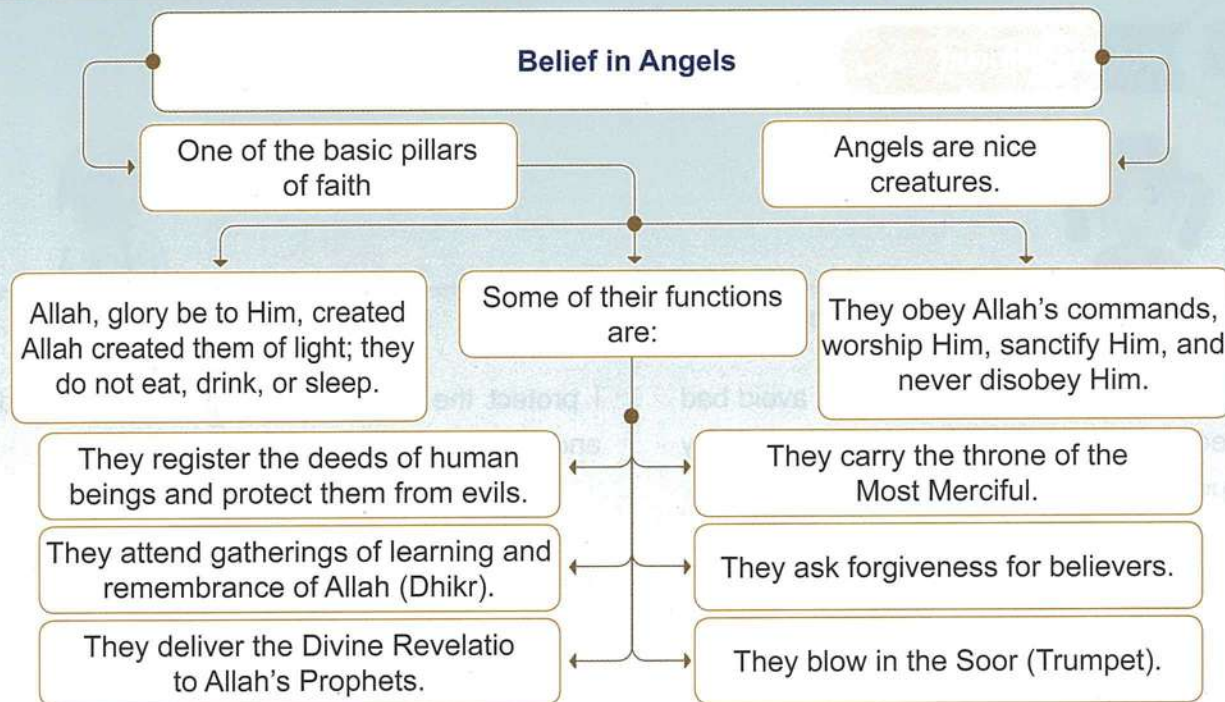 Belief in Angels
One of the basic pillars
of faith
Angels are nice
creatures.
Allah, glory be to Him, created
Allah created them of light; they
do not eat, drink, or sleep.
Some of their functions
are:
They obey Allah's commands,
worship Him, sanctify Him, and
never disobey Him.
They register the deeds of human
beings and protect them from evils.
They carry the throne of the
Most Merciful.
They attend gatherings of learning and
remembrance of Allah (Dhikr).
They ask forgiveness for believers.
They deliver the Divine Revelatio
to Allah's Prophets.
They blow in the Soor (Trumpet).